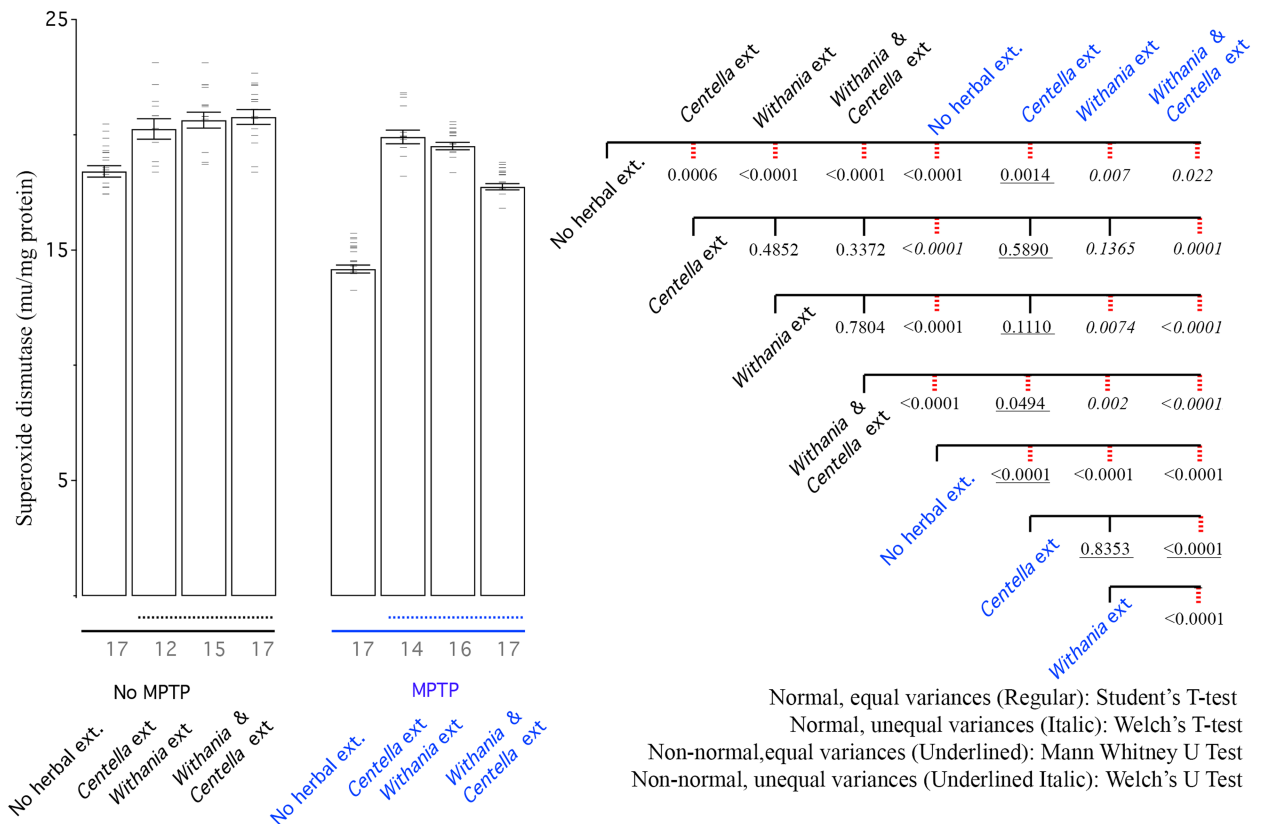 25
15
5
Superoxide dismutase (mu/mg protein)
17 12 15 17
17 14 16 17
No MPTP
MPTP
No herbal ext.
Centella ext
Withania ext
Withania &
Centella ext
No herbal ext.
Centella ext
Withania ext
Withania &
Centella ext
Centella ext
Withania ext
Withania &
Centella ext
No herbal ext.
Centella ext
Withania ext
Withania &
Centella ext
No herbal ext.
0.0006 <0.0001 <0.0001 <0.0001 0.0014 0.007 0.022
Centella ext
0.4852 0.3372 <0.0001 0.5890 0.1365 0.0001
Withania ext
0.7804 <0.0001 0.1110 0.0074 <0.0001
Withania &
Centella ext
<0.0001 0.0494 0.002 <0.0001
No herbal ext.
<0.0001 <0.0001 <0.0001
Centella ext
0.8353 <0.0001
Withania ext
<0.0001
Normal, equal variances (Regular): Student’s T-test
Normal, unequal variances (Italic): Welch’s T-test
Non-normal,equal variances (Underlined): Mann Whitney U Test
Non-normal, unequal variances (Underlined Italic): Welch’s U Test